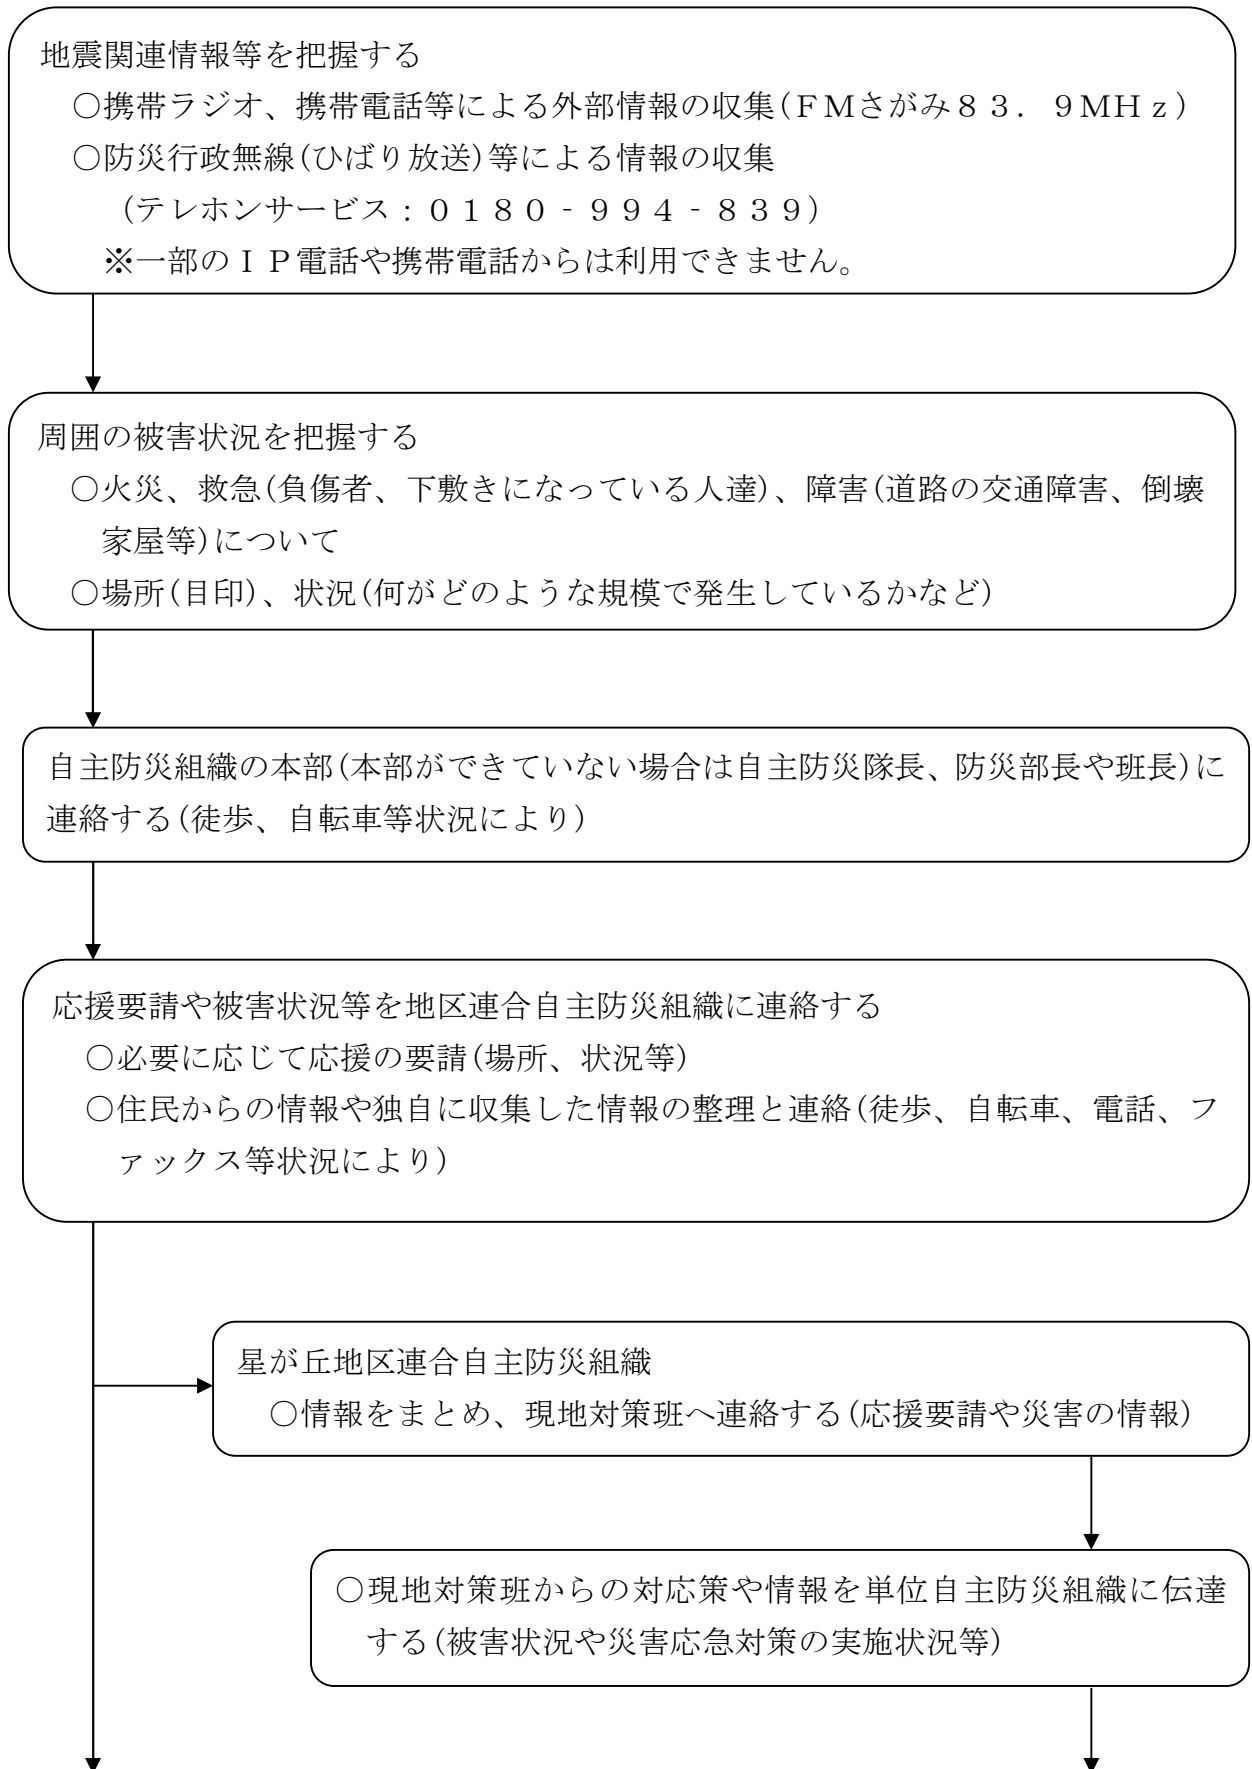 地震関連情報等を把握する
○携帯ラジオ、携帯電話等による外部情報の収集(ＦＭさがみ８３．９ＭＨｚ)
○防災行政無線(ひばり放送)等による情報の収集
(テレホンサービス：０１８０‐９９４‐８３９)
※一部のＩＰ電話や携帯電話からは利用できません。
周囲の被害状況を把握する
○火災、救急(負傷者、下敷きになっている人達)、障害(道路の交通障害、倒壊
家屋等)について
○場所(目印)、状況(何がどのような規模で発生しているかなど)
自主防災組織の本部(本部ができていない場合は自主防災隊長、防災部長や班長)に
連絡する(徒歩、自転車等状況により)
応援要請や被害状況等を地区連合自主防災組織に連絡する
○必要に応じて応援の要請(場所、状況等)
○住民からの情報や独自に収集した情報の整理と連絡(徒歩、自転車、電話、フ
ァックス等状況により)
星が丘地区連合自主防災組織
○情報をまとめ、現地対策班へ連絡する(応援要請や災害の情報)
○現地対策班からの対応策や情報を単位自主防災組織に伝達
する(被害状況や災害応急対策の実施状況等)